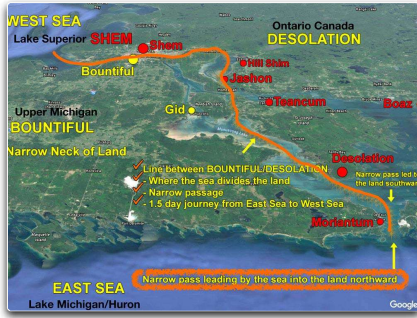 WEST SEA
Lake Superior
SHEM
Shem
Bountiful
Ontario Canada
DESOLATION
Hill Shim
Jashon
Teancum
Boaz
Gid
Upper Michigan
BOUNTIFUL
Narrow Neck of Land
Line between BOUNTIFUL/DESOLATION
- Where the sea divides the land
- Narrow passage
- 1.5 day journey from East Sea to West Sea
Desolation
Narrow pass led to
the land southward
Moriantum
Narrow pass leading by the sea into the land northward
EAST SEA
Lake Michigan/Huron
Google